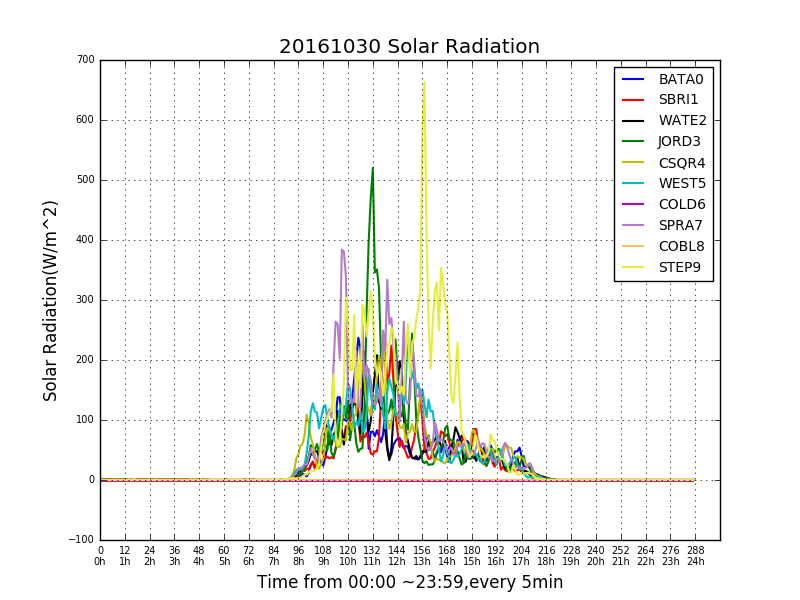 20161030 Solar Radiation
700
600
500
400
300
200
100
0
−100
Solar Radiation(W/m^2)
BATA0
SBRI1
WATE2
JORD3
CSQR4
WEST5
COLD6
SPRA7
COBL8
STEP9
0 12 24 36 48 60 72 84 96 108 120 132 144 156 168 180 192 204 216 228 240 252 264 276 288
0h 1h 2h 3h 4h 5h 6h 7h 8h 9h 10h 11h 12h 13h 14h 15h 16h 17h 18h 19h 20h 21h 22h 23h 24h
Time from 00:00 ~23:59,every 5min